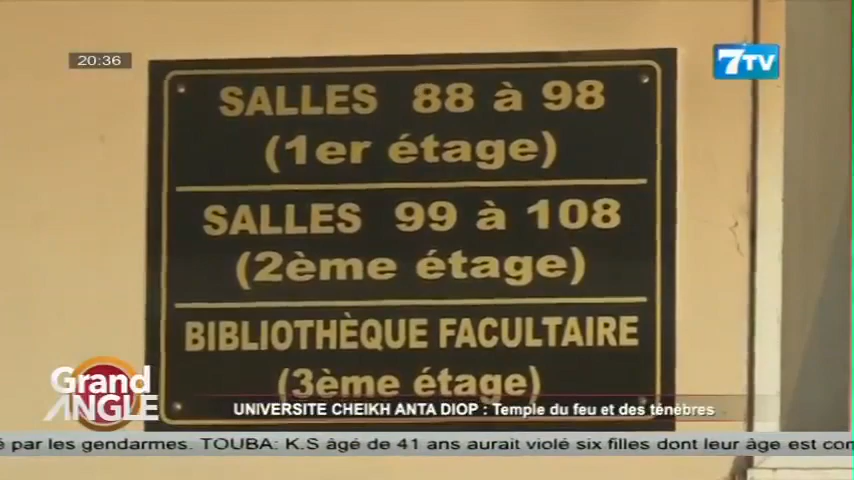 20:36
7TV
SALLES 88 à 98
(1er étage)
SALLES 99 à 108
(2ème étage)
BIBLIOTHÈQUE FACULTAIRE
(3ème étage)
Grand
ANGLE
UNIVERSITE CHEIKH ANTA DIOP : Temple du feu et des ténèbres
é par les gendarmes. TOUBA: K.S âgé de 41 ans aurait violé six filles dont leur âge est con